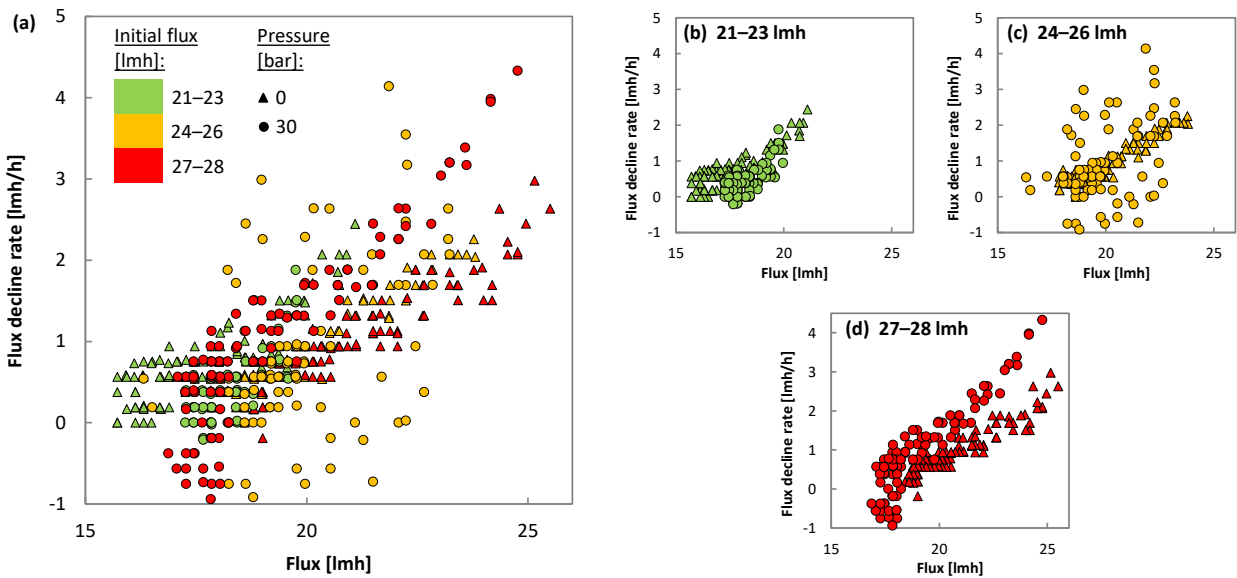 (a)
Initial flux
[lmh]:
21–23
24–26
27–28
Pressure
[bar]:
0
30
Flux decline rate [lmh/h]
5
4
3
2
1
0
-1
15
20
25
Flux [lmh]
(b) 21–23 lmh
Flux decline rate [lmh/h]
5
4
3
2
1
0
-1
15
20
25
Flux [lmh]
(c) 24–26 lmh
Flux decline rate [lmh/h]
5
4
3
2
1
0
-1
15
20
25
Flux [lmh]
(d) 27–28 lmh
Flux decline rate [lmh/h]
4
3
2
1
0
-1
15
20
25
Flux [lmh]